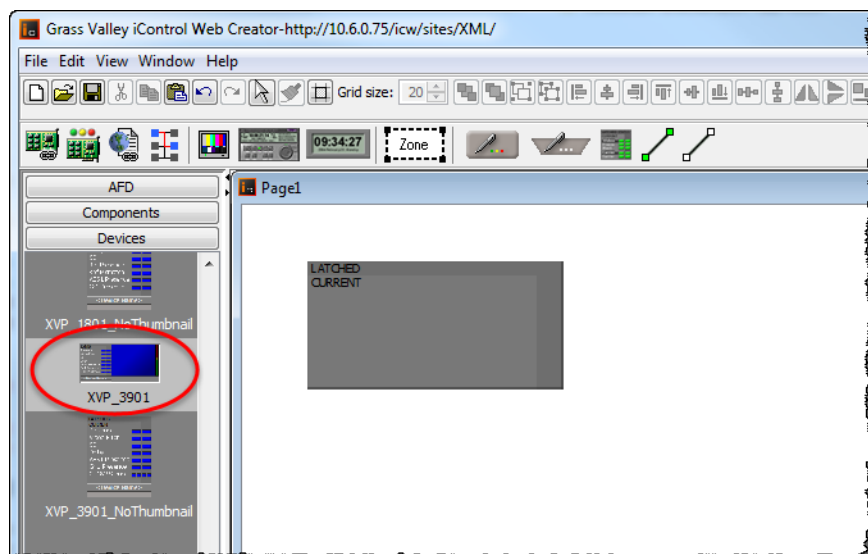 Grass Valley iControl Web Creator-http://10.6.0.75/icw/sites/XML/
File Edit View Window Help
Grid size: 20
09:34:27
Zone
AFD
Components
Devices
XVP_1801_NoThumbnail
XVP_3901
XVP_3901_NoThumbnail
Page1
LATCHED
CURRENT